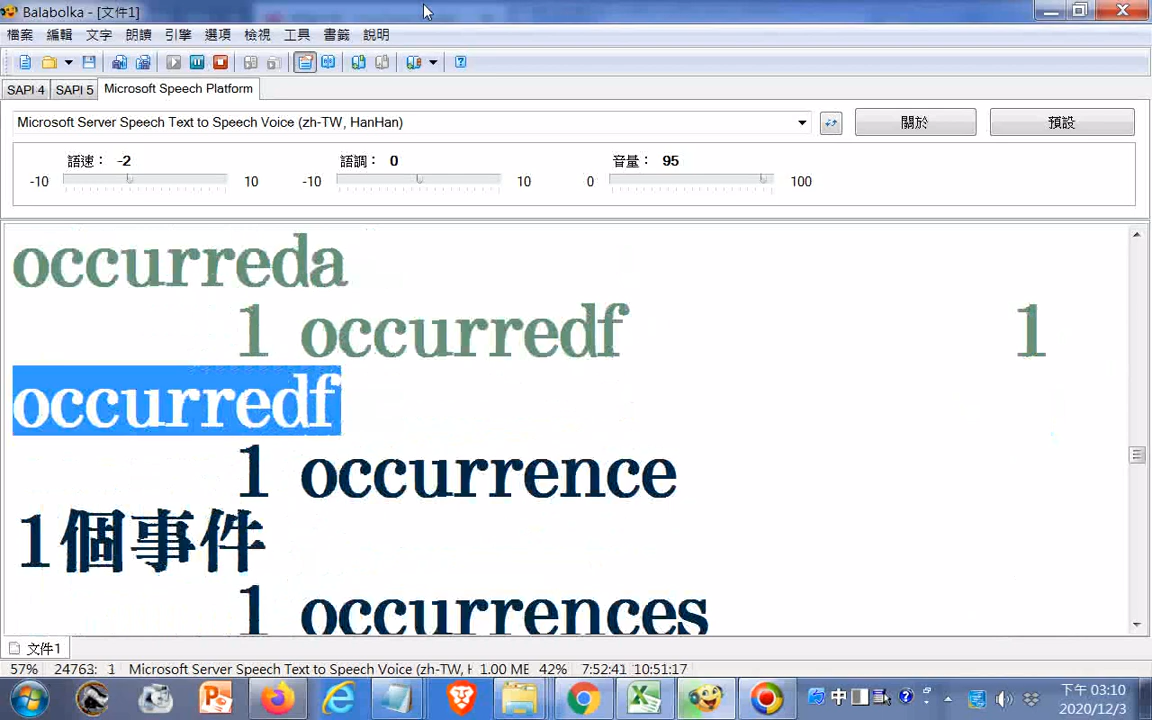 Balabolka - [文件1]
檔案 編輯 文字 朗讀 引擎 選項 檢視 工具 書籤 說明
SAPI 4 SAPI 5 Microsoft Speech Platform
Microsoft Server Speech Text to Speech Voice (zh-TW, HanHan) 關於 預設
語速： -2 語調： 0 音量： 95
-10 10 -10 10 0 100
occurreda
1 occurredf 1
occurredf
1 occurrence
1個事件
1 occurrences
文件1
57% 24763: 1 Microsoft Server Speech Text to Speech Voice (zh-TW, H 1.00 ME 42% 7:52:41 10:51:17
中 下午 03:10
2020/12/3